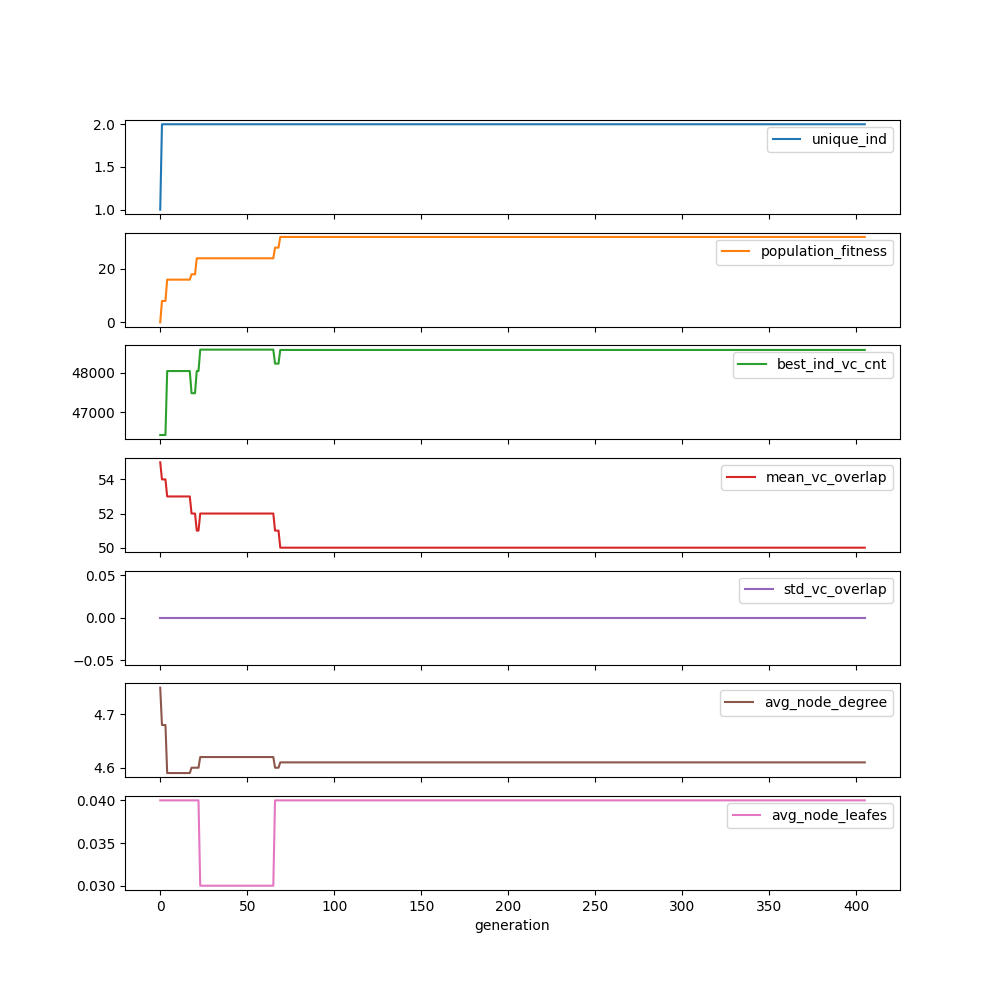 2.0
1.5
1.0
unique_ind
20
0
population_fitness
48000
47000
best_ind_vc_cnt
54
52
50
mean_vc_overlap
0.05
0.00
−0.05
std_vc_overlap
4.7
4.6
avg_node_degree
0.040
0.035
0.030
avg_node_leafes
0 50 100 150 200 250 300 350 400
generation